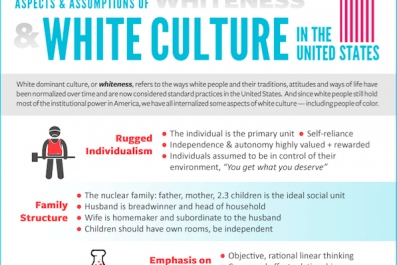 ASPECTS & ASSUMPTIONS OF WHITENESS
& WHITE CULTURE IN THE UNITED STATES
White dominant culture, or whiteness, refers to the ways white people and their traditions, attitudes and ways of life have
been normalized over time and are now considered standard practices in the United States. And since white people still hold
most of the institutional power in America, we have all internalized some aspects of white culture — including people of color.
Rugged Individualism
• The individual is the primary unit • Self-reliance
• Independence & autonomy highly valued + rewarded
• Individuals assumed to be in control of their
environment, "You get what you deserve"
Family Structure
• The nuclear family: father, mother, 2.3 children is the ideal social unit
• Husband is breadwinner and head of household
• Wife is homemaker and subordinate to the husband
• Children should have own rooms, be independent
Emphasis on
• Objective, rational linear thinking